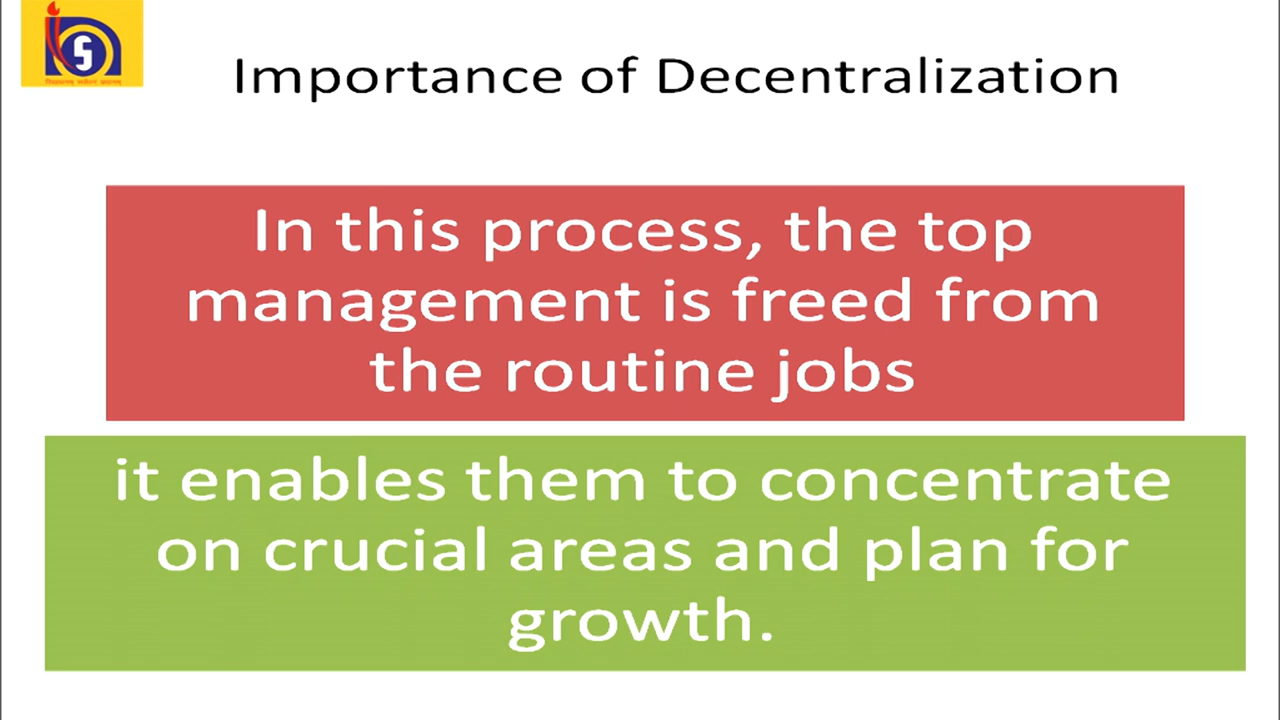 Importance of Decentralization
In this process, the top
management is freed from
the routine jobs
it enables them to concentrate
on crucial areas and plan for
growth.